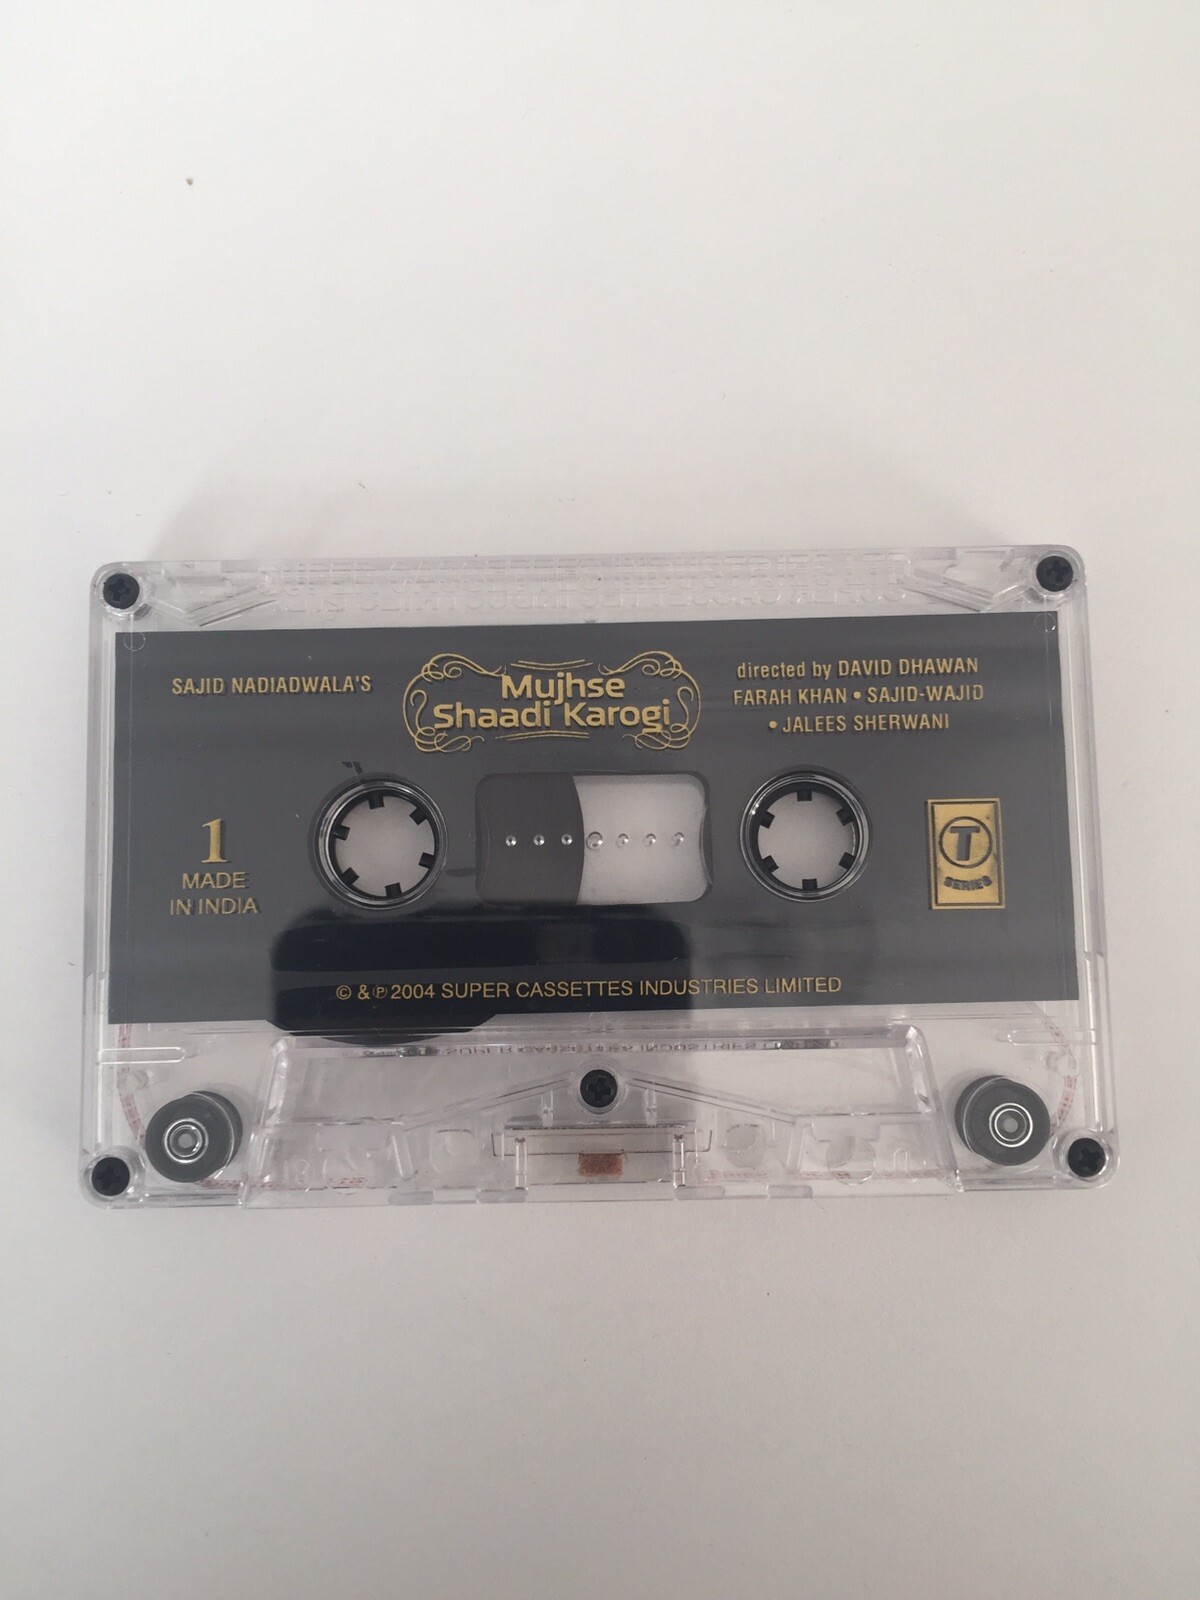 SAJID NADIADWALA'S
Mujhse
Shaadi Karogi
directed by DAVID DHAWAN
FARAH KHAN • SAJID-WAJID
• JALEES SHERWANI
1
MADE
IN INDIA
T
SERIES
© & ℗ 2004 SUPER CASSETTES INDUSTRIES LIMITED